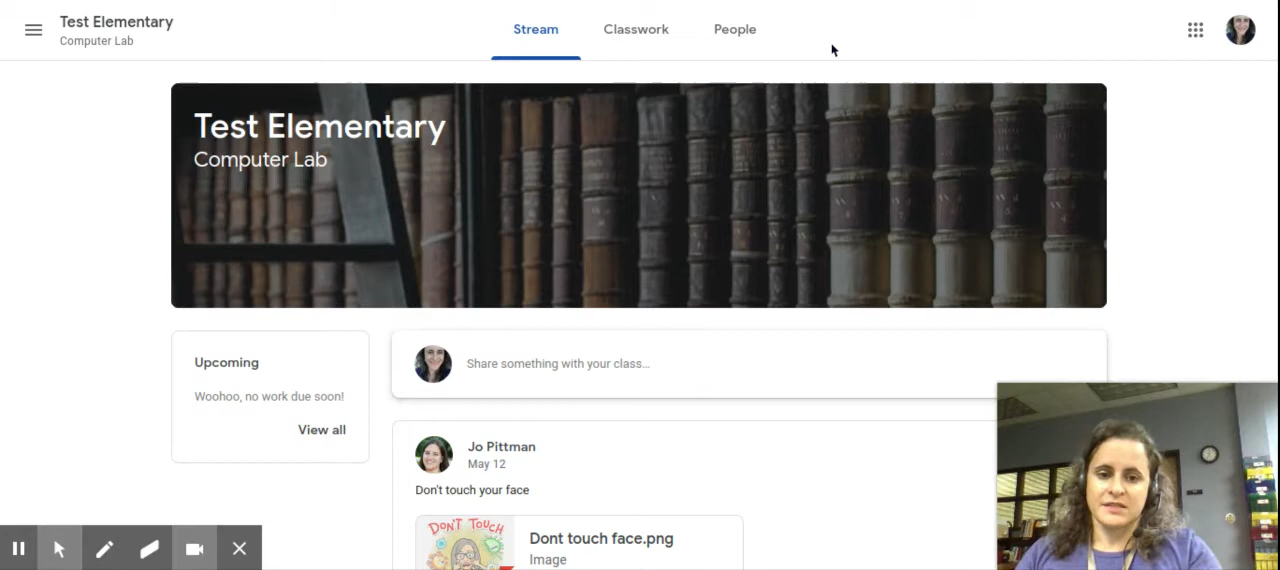 Test Elementary
Computer Lab
Stream
Classwork
People
Test Elementary
Computer Lab
Upcoming
Woohoo, no work due soon!
View all
Share something with your class...
Jo Pittman
May 12
Don't touch your face
DON'T TOUCH
Dont touch face.png
Image